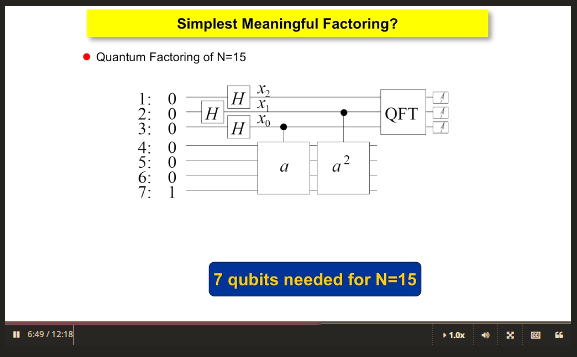 Simplest Meaningful Factoring?
Quantum Factoring of N=15
1: 0 H x₂
2: 0 H x₁ QFT
3: 0 H x₀
4: 0
5: 0 a a²
6: 0
7: 1
7 qubits needed for N=15
6:49 / 12:18 1.0x CC